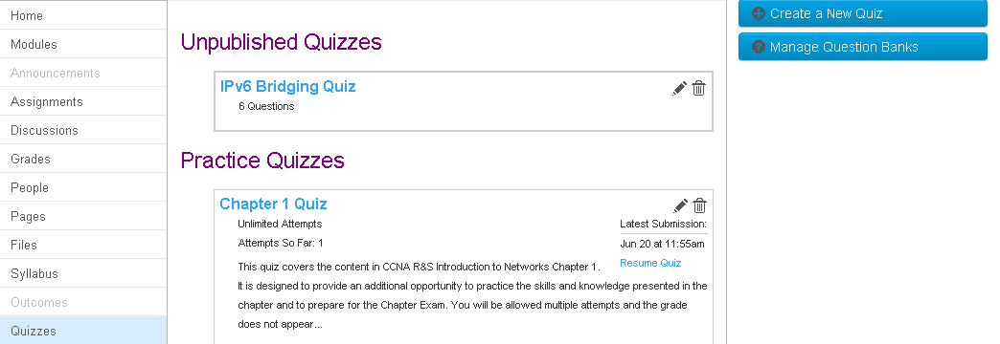 Home
Modules
Announcements
Assignments
Discussions
Grades
People
Pages
Files
Syllabus
Outcomes
Quizzes
Unpublished Quizzes
IPv6 Bridging Quiz
6 Questions
Practice Quizzes
Chapter 1 Quiz
Unlimited Attempts
Attempts So Far: 1
Latest Submission:
Jun 20 at 11:55am
Resume Quiz
This quiz covers the content in CCNA R&S Introduction to Networks Chapter 1.
It is designed to provide an additional opportunity to practice the skills and knowledge presented in the
chapter and to prepare for the Chapter Exam. You will be allowed multiple attempts and the grade
does not appear...
Create a New Quiz
Manage Question Banks